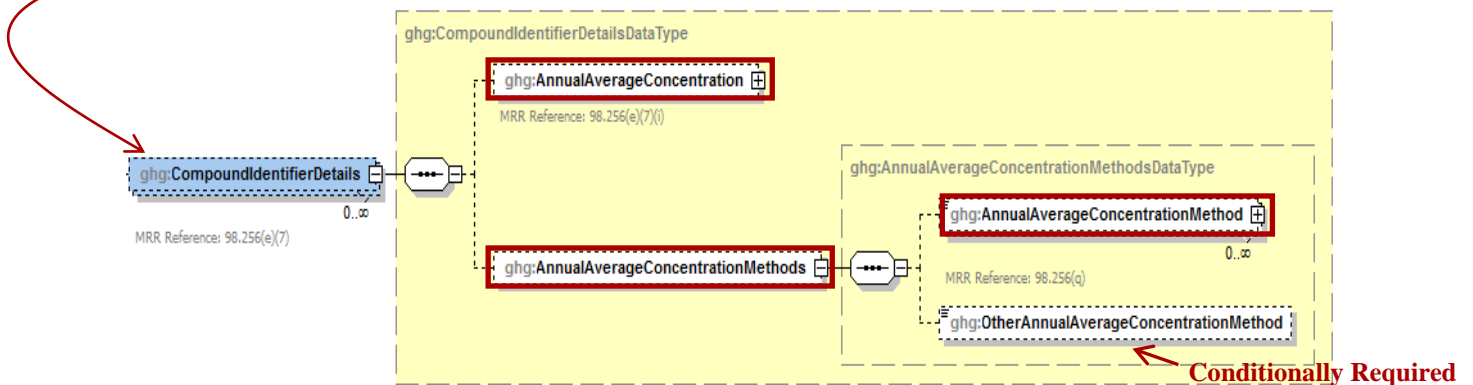 ghg:CompoundIdentifierDetailsDataType
ghg:AnnualAverageConcentration
MRR Reference: 98.256(e)(7)(i)
ghg:CompoundIdentifierDetails
0..∞
MRR Reference: 98.256(e)(7)
ghg:AnnualAverageConcentrationMethods
ghg:AnnualAverageConcentrationMethodsDataType
ghg:AnnualAverageConcentrationMethod
0..∞
MRR Reference: 98.256(q)
ghg:OtherAnnualAverageConcentrationMethod
Conditionally Required